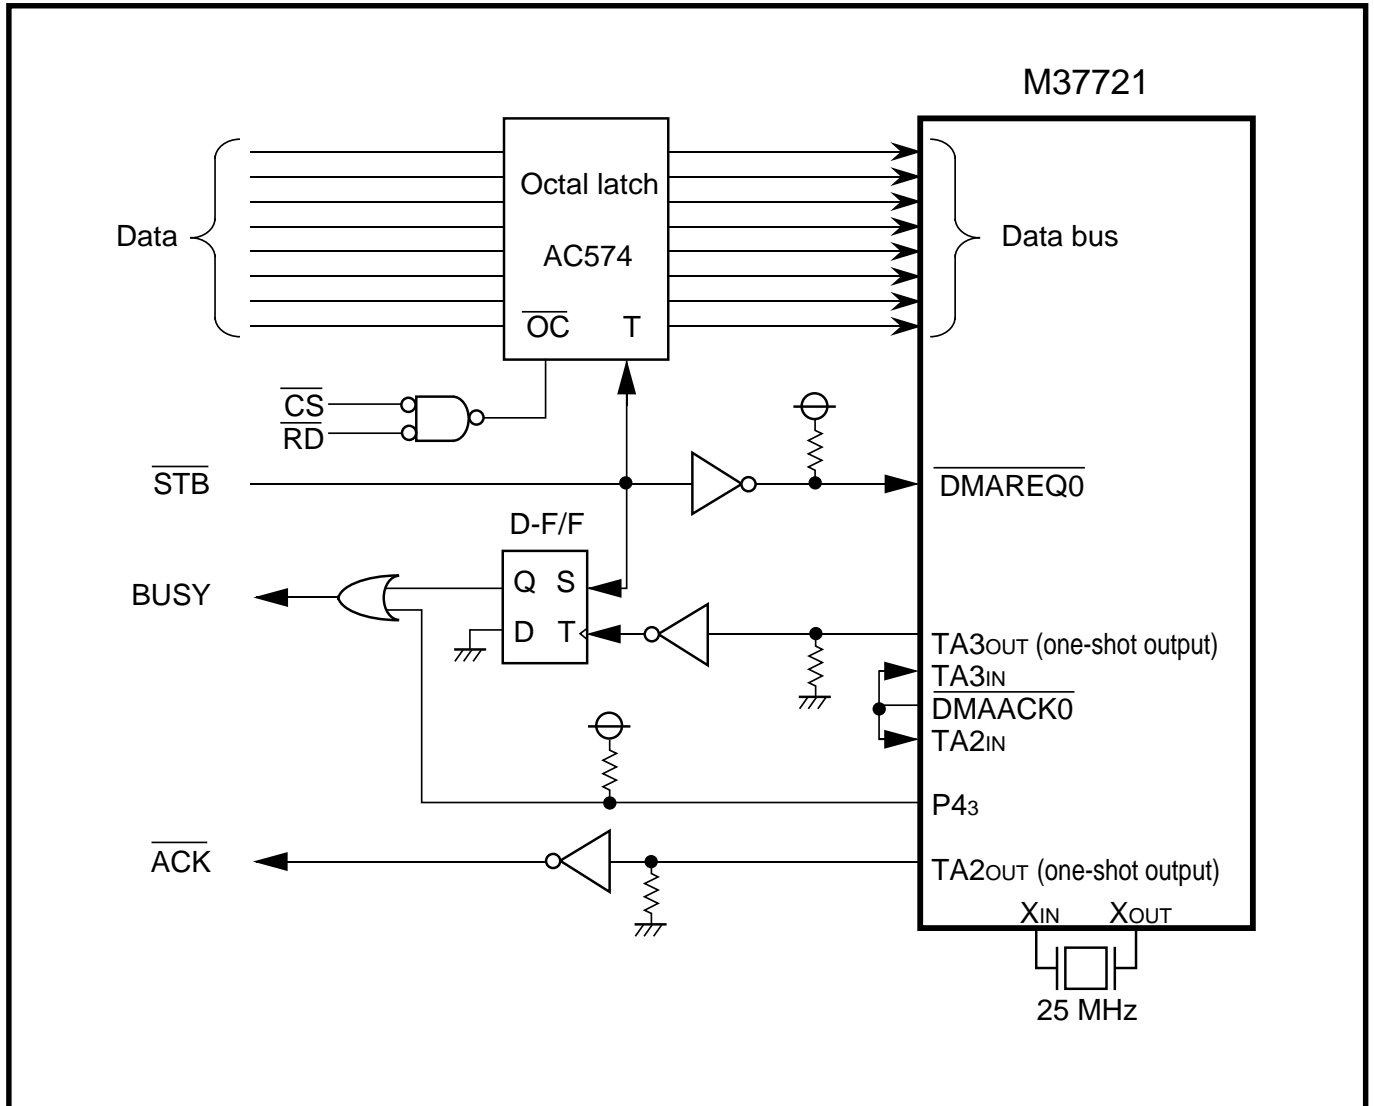 M37721
Octal latch
Data
Data bus
AC574
OC T
CS
RD
STB
DMAREQ0
D-F/F
Q S
BUSY
D T
TA3OUT (one-shot output)
TA3IN
DMAACK0
TA2IN
P43
ACK
TA2OUT (one-shot output)
XIN XOUT
25 MHz